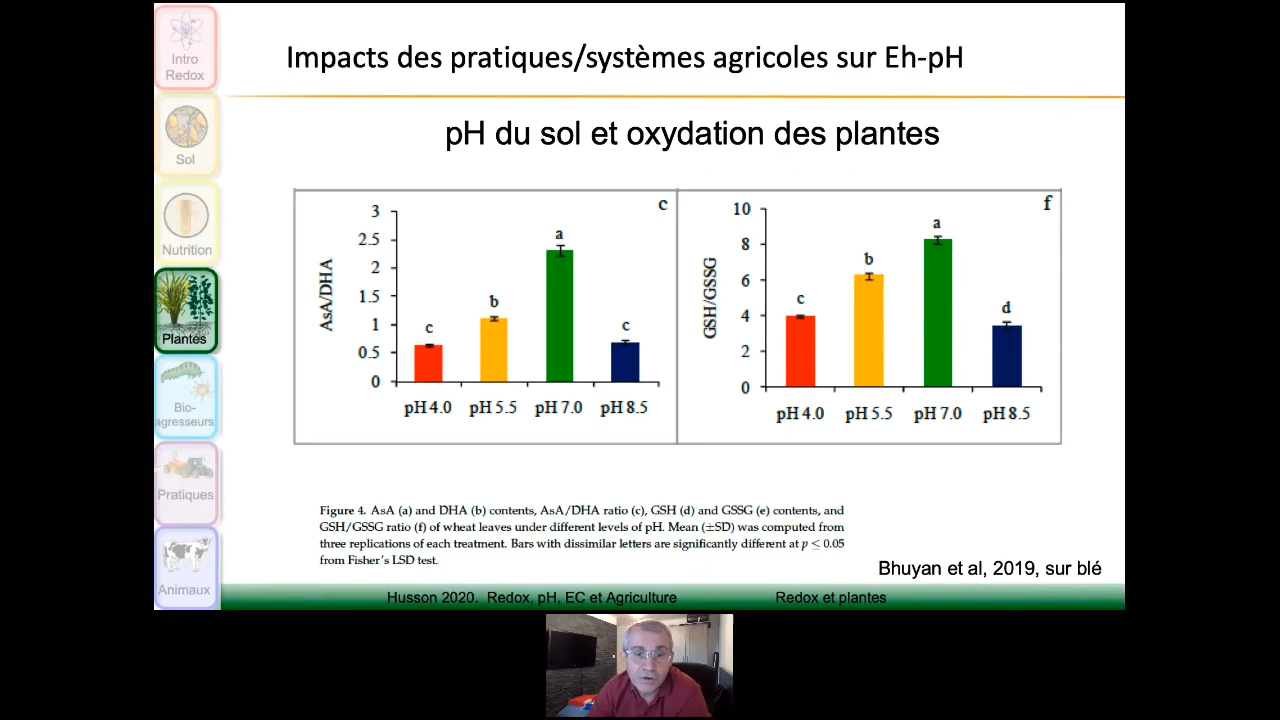 Intro
Redox
Sol
Nutrition
Plantes
Bio-
agresseurs
Pratiques
Animaux
Impacts des pratiques/systèmes agricoles sur Eh-pH
pH du sol et oxydation des plantes
c
AsA/DHA
3
2.5
2
1.5
1
0.5
0
c
b
a
c
pH 4.0 pH 5.5 pH 7.0 pH 8.5
f
GSH/GSSG
10
8
6
4
2
0
c
b
a
d
pH 4.0 pH 5.5 pH 7.0 pH 8.5
Figure 4. AsA (a) and DHA (b) contents, AsA/DHA ratio (c), GSH (d) and GSSG (e) contents, and
GSH/GSSG ratio (f) of wheat leaves under different levels of pH. Mean (±SD) was computed from
three replications of each treatment. Bars with dissimilar letters are significantly different at p ≤ 0.05
from Fisher's LSD test.
Bhuyan et al, 2019, sur blé
Husson 2020. Redox, pH, EC et Agriculture
Redox et plantes